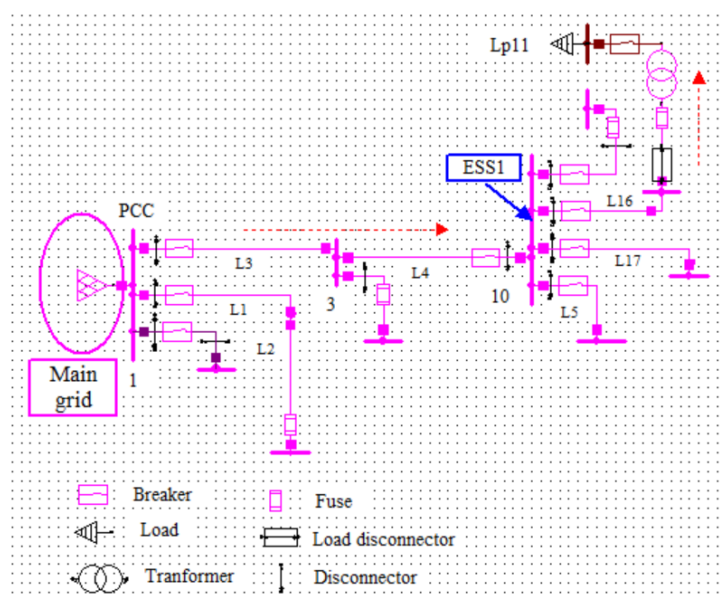 Lp11
ESS1
L16
PCC
L3
L4
L17
L1
3
10
L5
L2
Main
grid
1
Breaker
Fuse
Load
Load disconnector
Tranformer
Disconnector